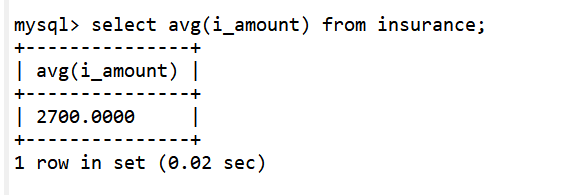 mysql> select avg(i_amount) from insurance;
+---------------+
| avg(i_amount) |
+---------------+
| 2700.0000     |
+---------------+
1 row in set (0.02 sec)